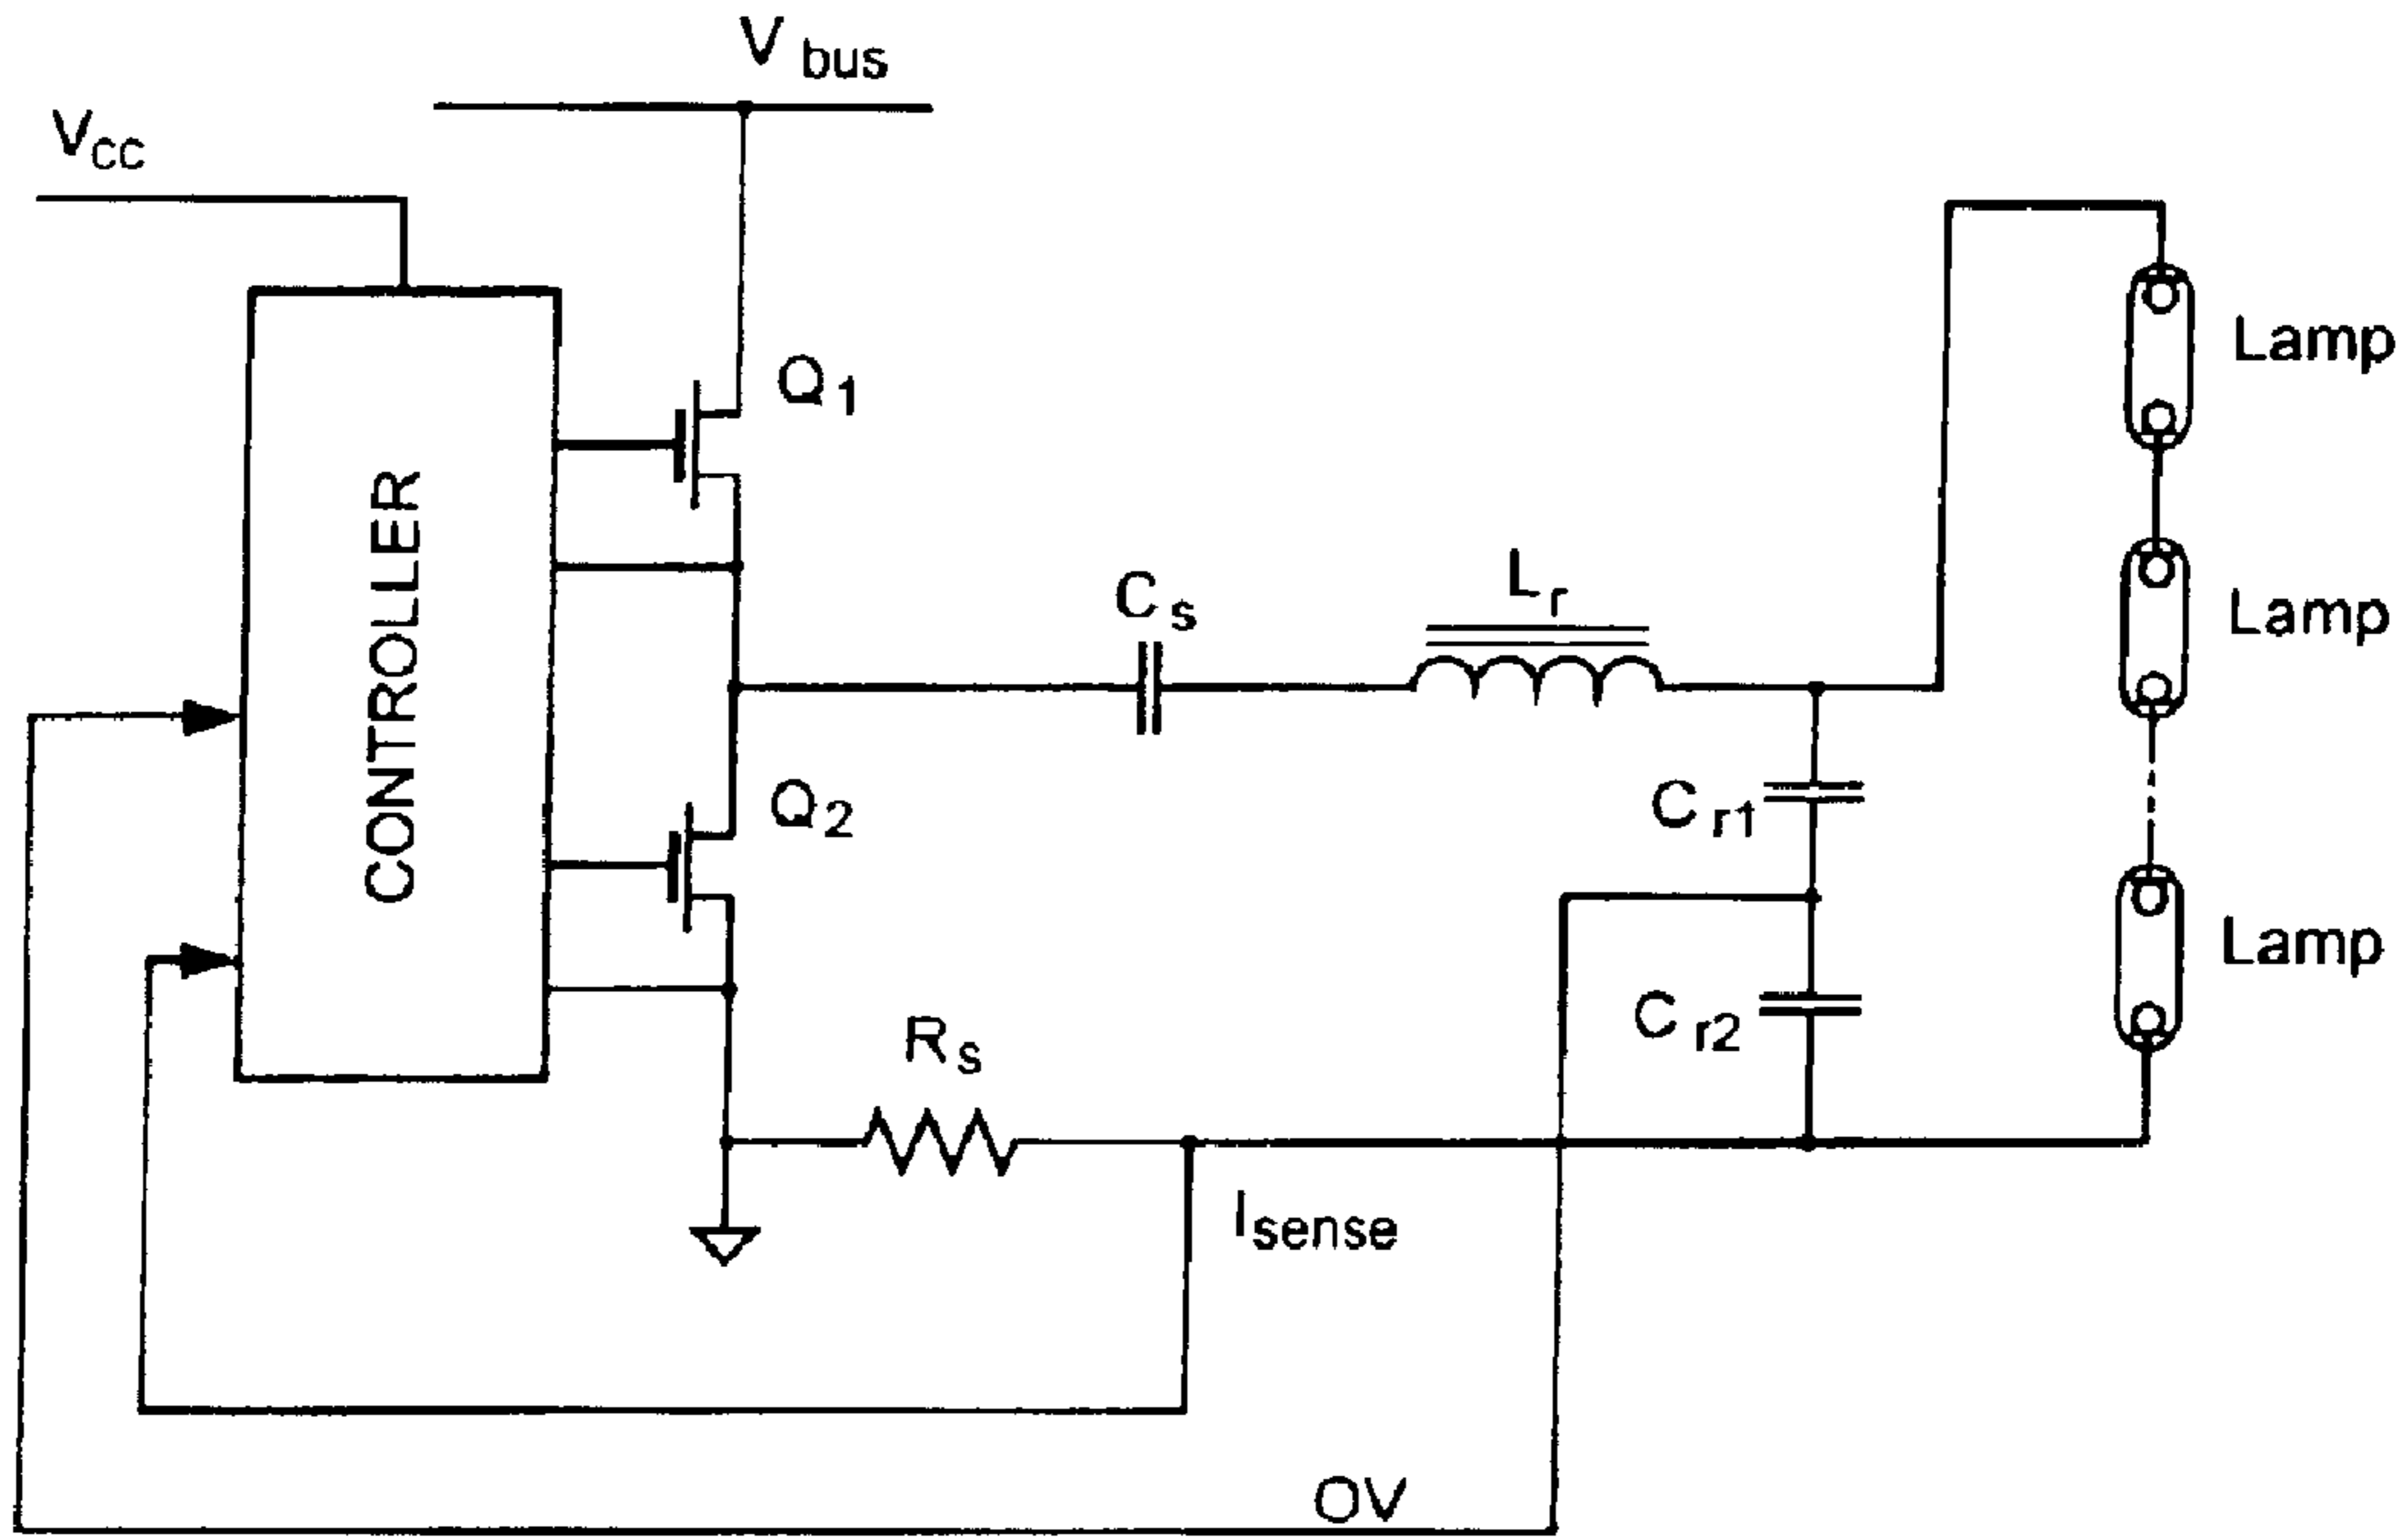 V bus
Vcc
Q1
Lamp
CONTROLLER
Cs
Lr
Lamp
Q2
Cr1
Lamp
Cr2
Rs
Isense
OV